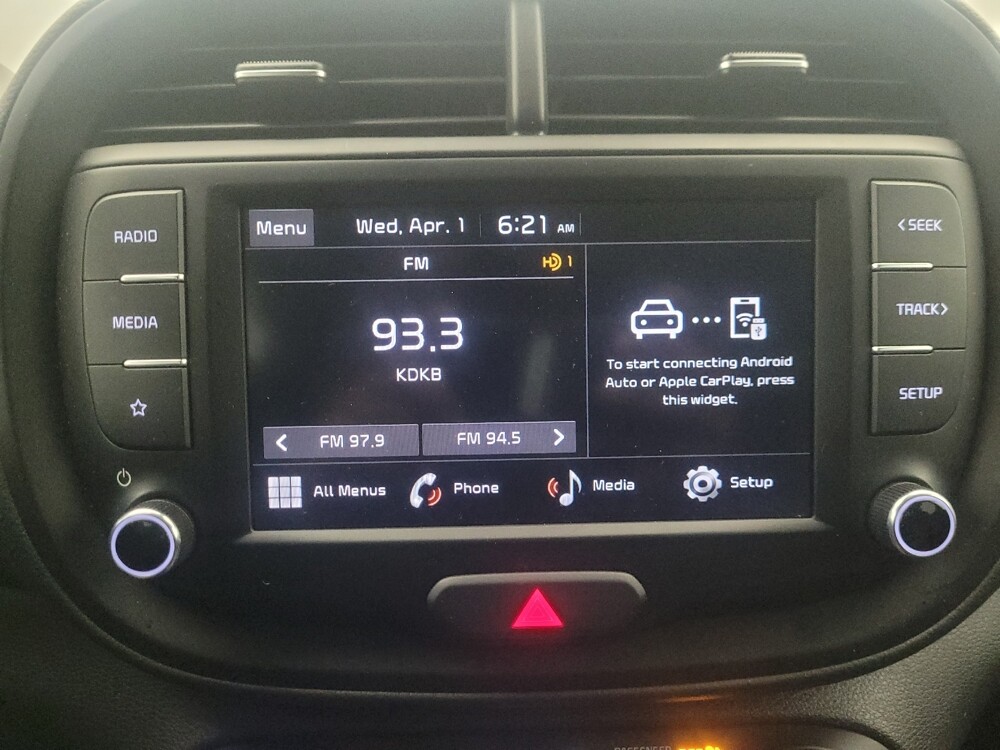 Menu Wed, Apr. 1 6:21 AM
RADIO
MEDIA
FM HD 1
93.3
KDKB
FM 97.9 FM 94.5
To start connecting Android
Auto or Apple CarPlay, press
this widget.
All Menus Phone Media Setup
< SEEK
TRACK >
SETUP
PASSENGER